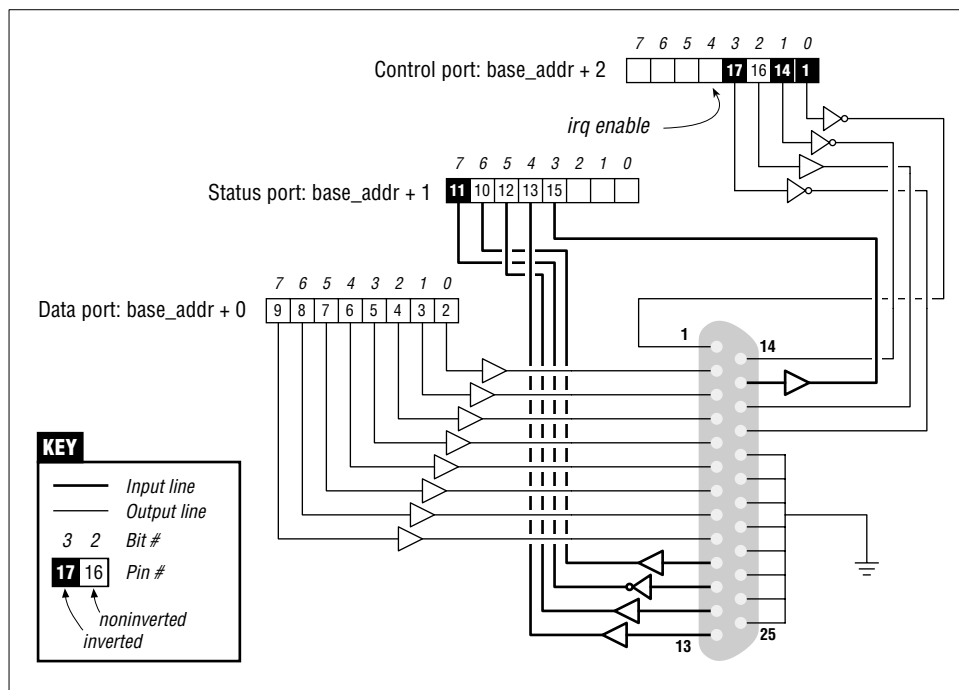 7 6 5 4 3 2 1 0
Control port: base_addr + 2
17 16 14 1
irq enable
7 6 5 4 3 2 1 0
Status port: base_addr + 1
11 10 12 13 15
7 6 5 4 3 2 1 0
Data port: base_addr + 0
9 8 7 6 5 4 3 2
1
14
KEY
Input line
Output line
3 2 Bit #
17 16 Pin #
noninverted
inverted
13
25